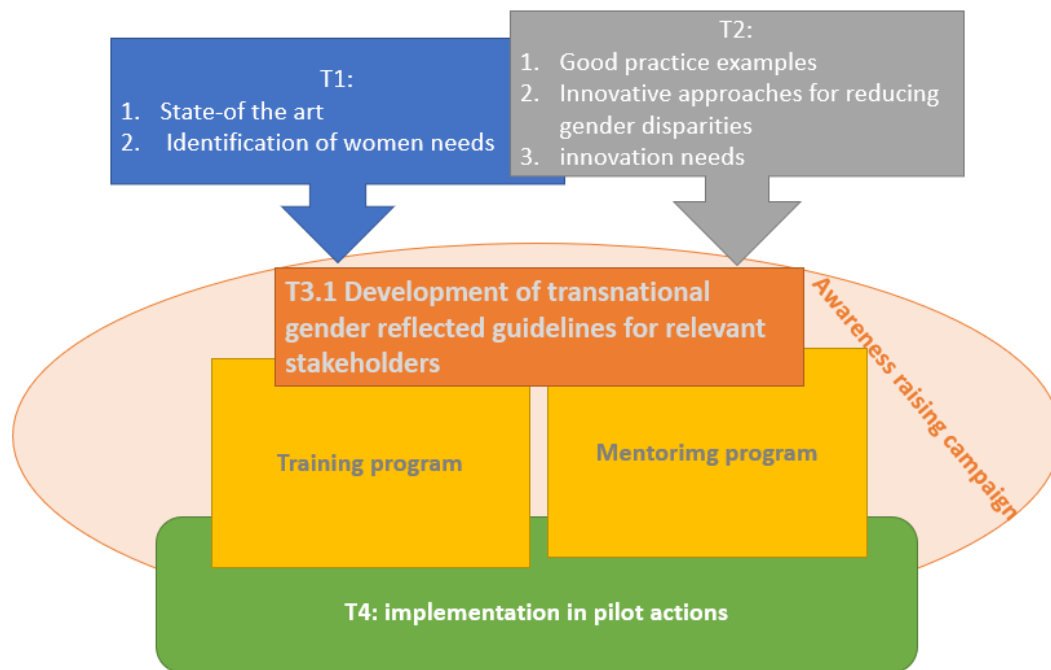 T1:
1. State-of the art
2. Identification of women needs
T2:
1. Good practice examples
2. Innovative approaches for reducing
gender disparities
3. innovation needs
T3.1 Development of transnational
gender reflected guidelines for relevant
stakeholders
Awareness raising campaign
Training program
Mentorimg program
T4: implementation in pilot actions